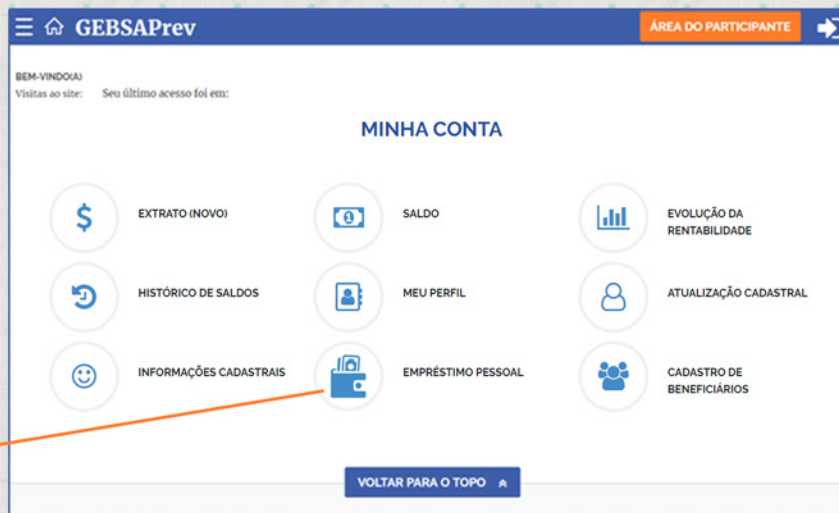 GEBSAPrev
ÁREA DO PARTICIPANTE
BEM-VINDO(A)
Visitas ao site: Seu último acesso foi em:
MINHA CONTA
EXTRATO (NOVO)
SALDO
EVOLUÇÃO DA
RENTABILIDADE
HISTÓRICO DE SALDOS
MEU PERFIL
ATUALIZAÇÃO CADASTRAL
INFORMAÇÕES CADASTRAIS
EMPRÉSTIMO PESSOAL
CADASTRO DE
BENEFICIÁRIOS
VOLTAR PARA O TOPO